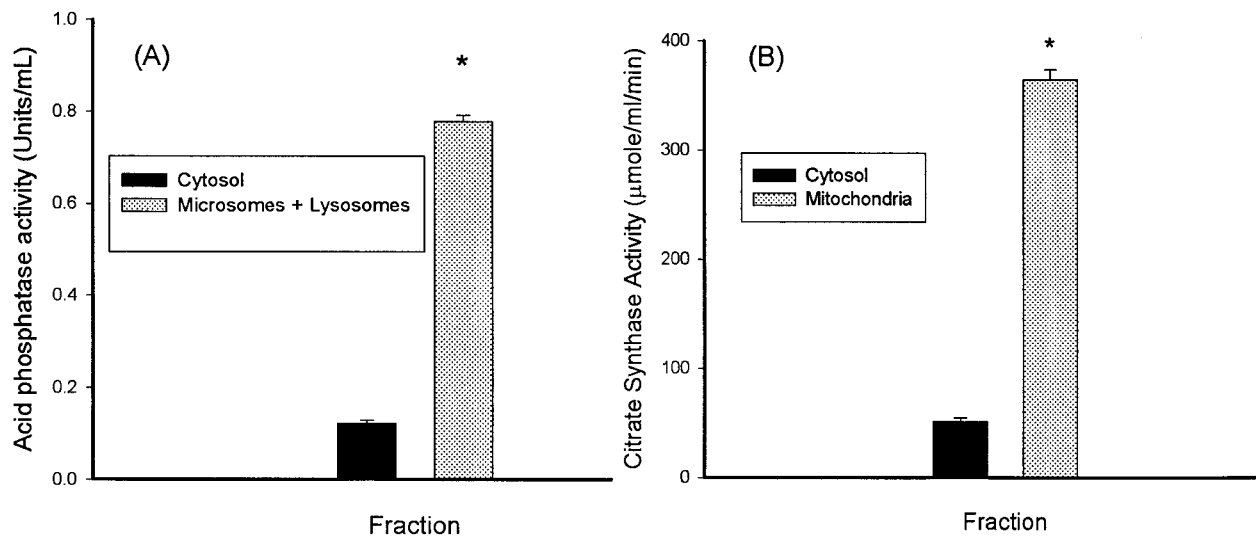 (A)
*
Acid phosphatase activity (Units/mL)
1.0
0.8
0.6
0.4
0.2
0.0
Cytosol
Microsomes + Lysosomes
Fraction
(B)
*
Citrate Synthase Activity (μmole/ml/min)
400
300
200
100
0
Cytosol
Mitochondria
Fraction